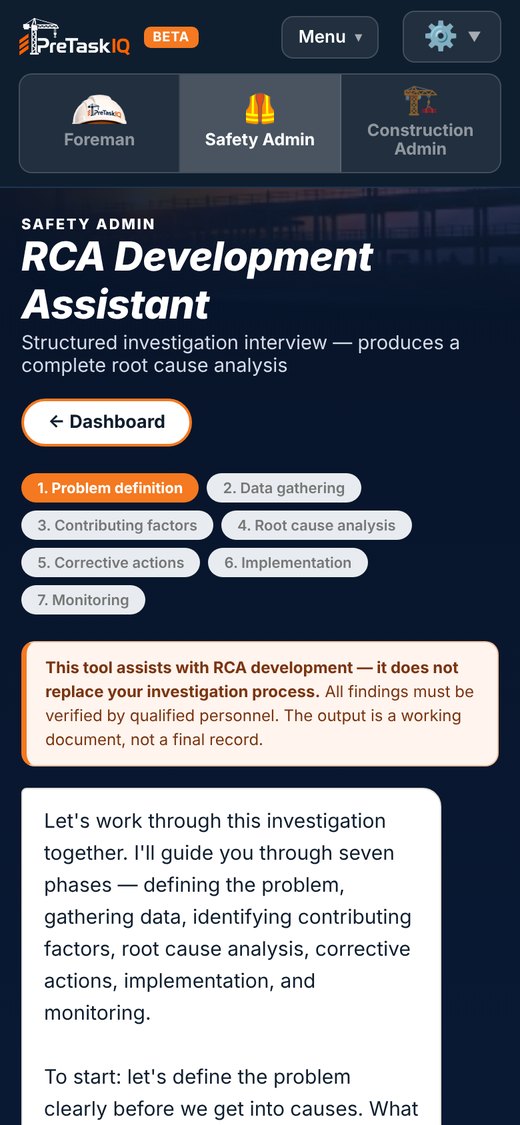 PreTaskIQ
BETA
Menu ▾
▼
PreTaskIQ
Foreman
Safety Admin
Construction
Admin
SAFETY ADMIN
RCA Development
Assistant
Structured investigation interview — produces a
complete root cause analysis
← Dashboard
1. Problem definition
2. Data gathering
3. Contributing factors
4. Root cause analysis
5. Corrective actions
6. Implementation
7. Monitoring
This tool assists with RCA development — it does not
replace your investigation process. All findings must be
verified by qualified personnel. The output is a working
document, not a final record.
Let's work through this investigation
together. I'll guide you through seven
phases — defining the problem,
gathering data, identifying contributing
factors, root cause analysis, corrective
actions, implementation, and
monitoring.
To start: let's define the problem
clearly before we get into causes. What